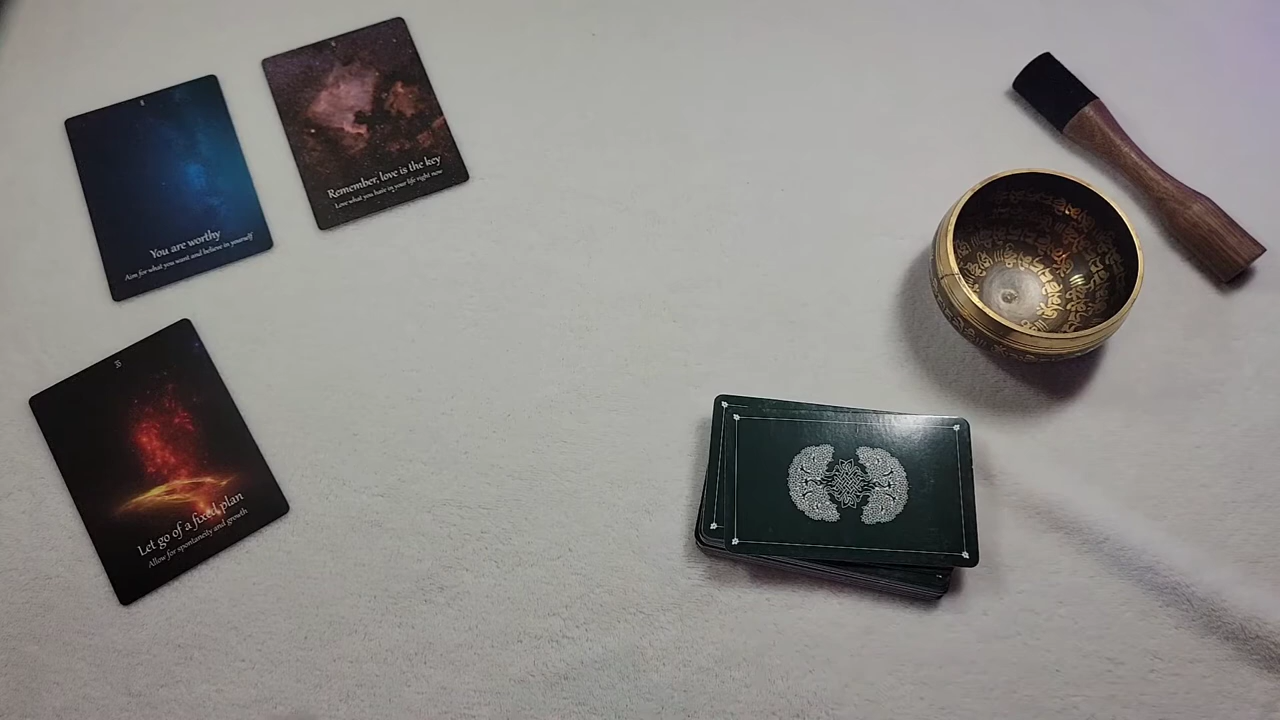 You are worthy
Aim for what you want and believe in yourself
Remember, love is the key
Love what you have in your life right now
Let go of a fixed plan
Allow for spontaneity and growth